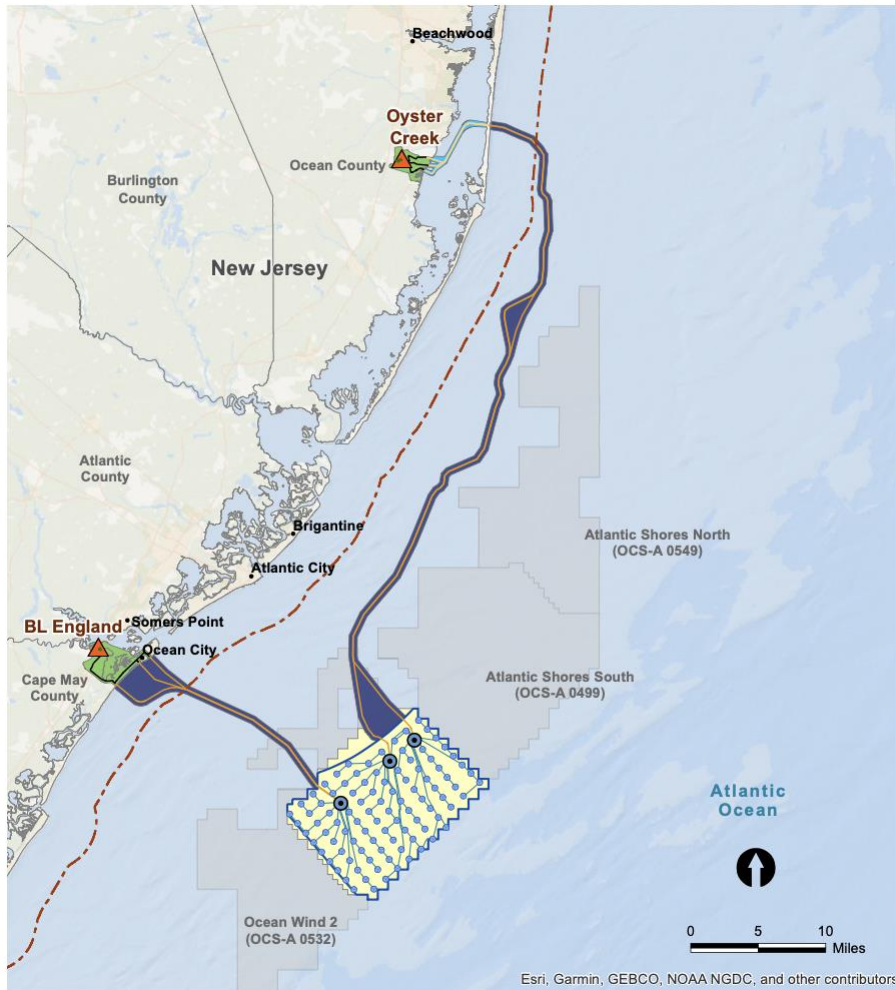 Beachwood
Oyster
Creek
Ocean County
Burlington
County
New Jersey
Atlantic
County
Brigantine
Atlantic City
Atlantic Shores North
(OCS-A 0549)
BL England
Somers Point
Ocean City
Cape May
County
Atlantic Shores South
(OCS-A 0499)
Atlantic
Ocean
Ocean Wind 2
(OCS-A 0532)
0 5 10
Miles
Esri, Garmin, GEBCO, NOAA NGDC, and other contributors